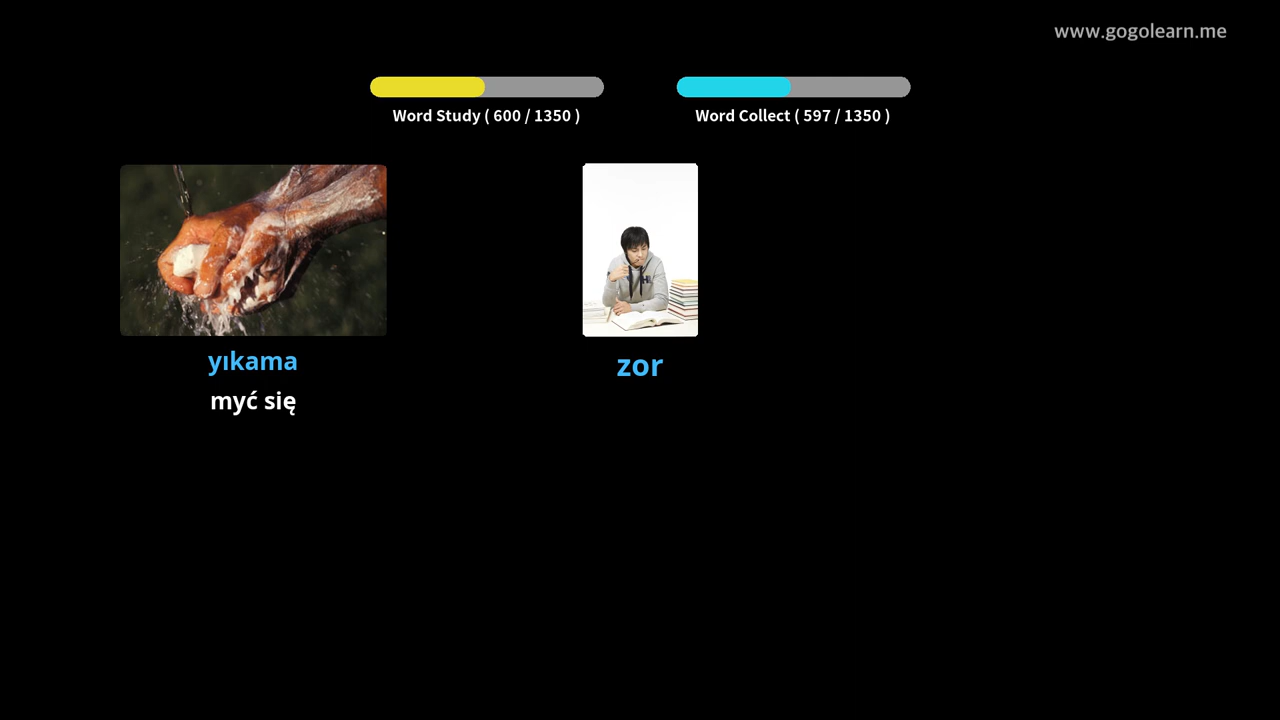 www.gogolearn.me
Word Study ( 600 / 1350 )
Word Collect ( 597 / 1350 )
yıkama
myć się
zor